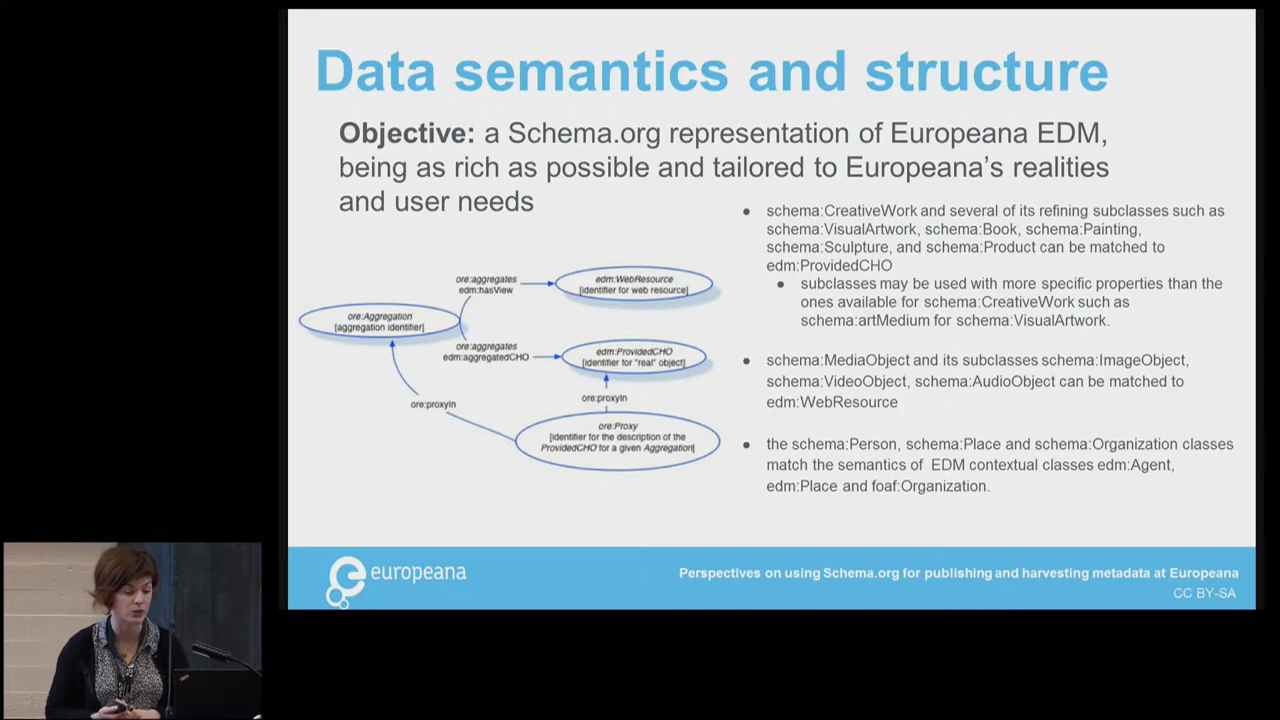 Data semantics and structure
Objective: a Schema.org representation of Europeana EDM,
being as rich as possible and tailored to Europeana's realities
and user needs
ore:aggregates
edm:hasView
edm:WebResource
[identifier for web resource]
ore:Aggregation
[aggregation identifier]
ore:aggregates
edm:aggregatedCHO
edm:ProvidedCHO
[identifier for "real" object]
ore:proxyIn
ore:proxyIn
ore:Proxy
[identifier for the description of the
ProvidedCHO for a given Aggregation]
• schema:CreativeWork and several of its refining subclasses such as
schema:VisualArtwork, schema:Book, schema:Painting,
schema:Sculpture, and schema:Product can be matched to
edm:ProvidedCHO
• subclasses may be used with more specific properties than the
ones available for schema:CreativeWork such as
schema:artMedium for schema:VisualArtwork.
• schema:MediaObject and its subclasses schema:ImageObject,
schema:VideoObject, schema:AudioObject can be matched to
edm:WebResource
• the schema:Person, schema:Place and schema:Organization classes
match the semantics of EDM contextual classes edm:Agent,
edm:Place and foaf:Organization.
europeana
Perspectives on using Schema.org for publishing and harvesting metadata at Europeana
CC BY-SA